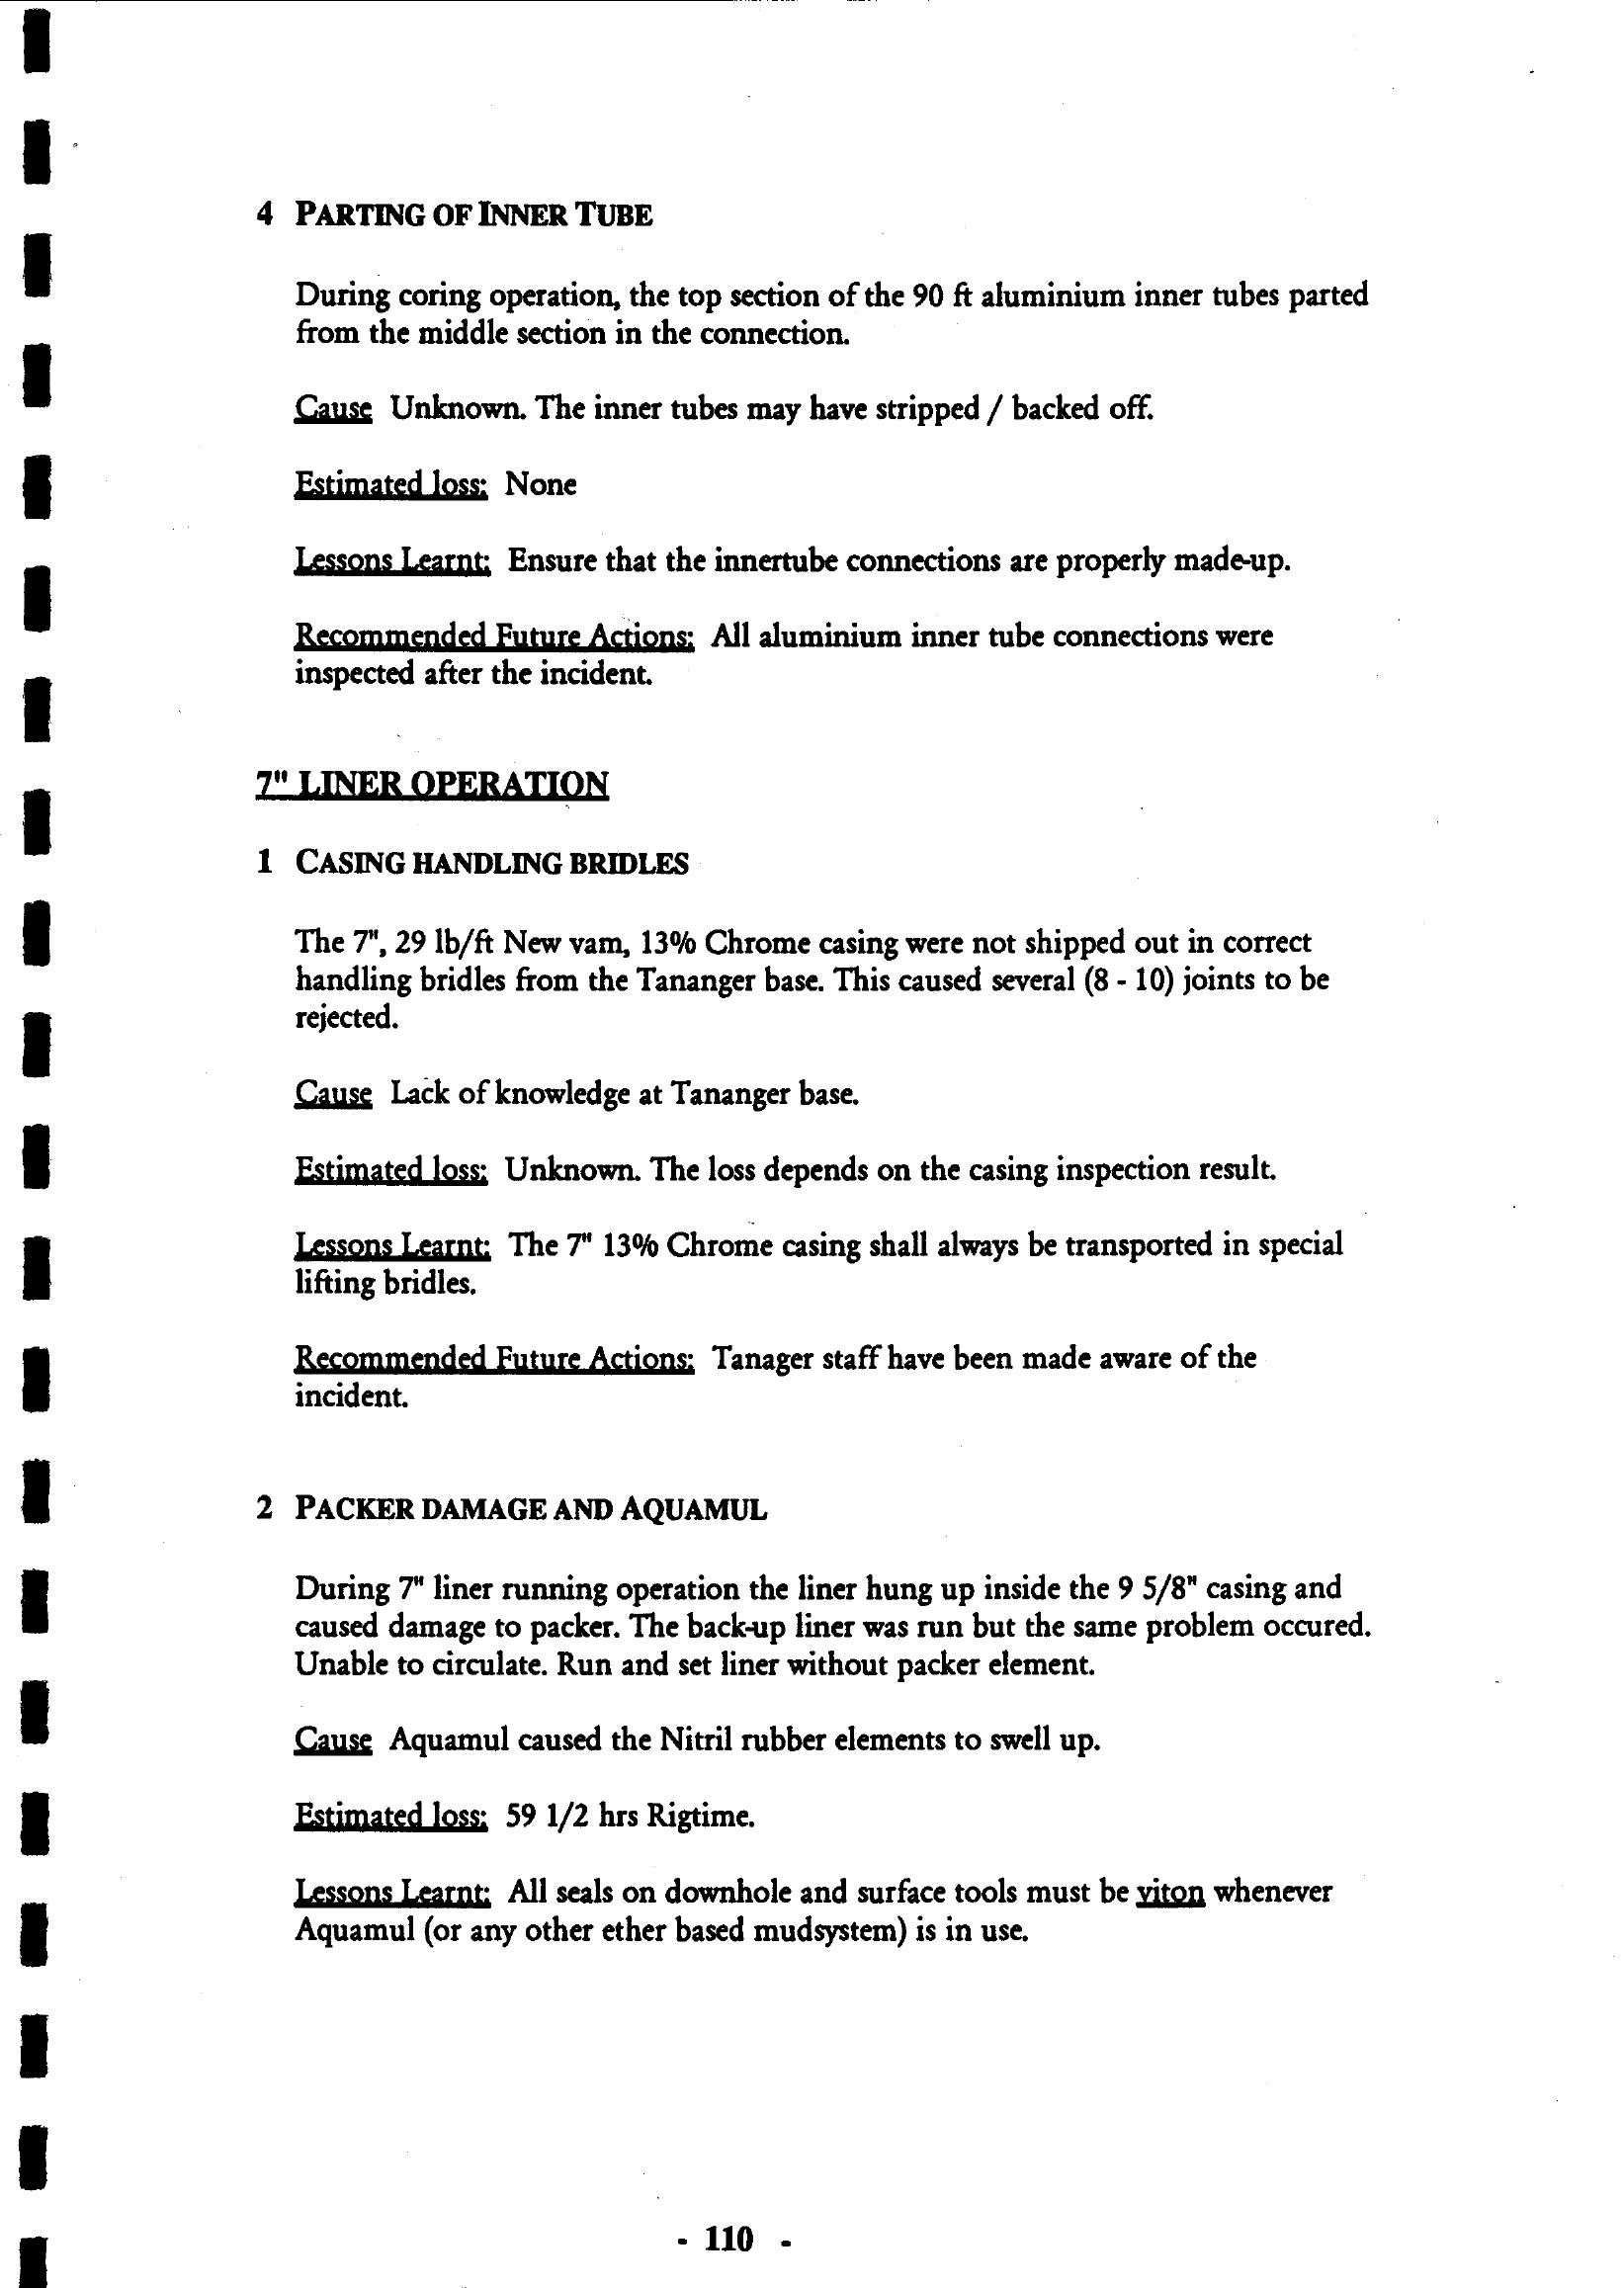 4 PARTING OF INNER TUBE
During coring operation, the top section of the 90 ft aluminium inner tubes parted
from the middle section in the connection.
Cause Unknown. The inner tubes may have stripped / backed off.
Estimated loss: None
Lessons Learnt: Ensure that the innertube connections are properly made-up.
Recommended Future Actions: All aluminium inner tube connections were
inspected after the incident.
7" LINER OPERATION
1 CASING HANDLING BRIDLES
The 7", 29 lb/ft New vam, 13% Chrome casing were not shipped out in correct
handling bridles from the Tananger base. This caused several (8 - 10) joints to be
rejected.
Cause Lack of knowledge at Tananger base.
Estimated loss: Unknown. The loss depends on the casing inspection result.
Lessons Learnt: The 7" 13% Chrome casing shall always be transported in special
lifting bridles.
Recommended Future Actions: Tanager staff have been made aware of the
incident.
2 PACKER DAMAGE AND AQUAMUL
During 7" liner running operation the liner hung up inside the 9 5/8" casing and
caused damage to packer. The back-up liner was run but the same problem occured.
Unable to circulate. Run and set liner without packer element.
Cause Aquamul caused the Nitril rubber elements to swell up.
Estimated loss: 59 1/2 hrs Rigtime.
Lessons Learnt: All seals on downhole and surface tools must be viton whenever
Aquamul (or any other ether based mudsystem) is in use.
- 110 -